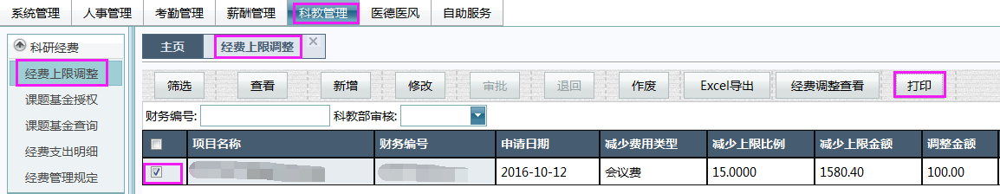 系统管理 人事管理 考勤管理 薪酬管理 科教管理 医德医风 自助服务
科研经费
经费上限调整
课题基金授权
课题基金查询
经费支出明细
经费管理规定
主页 经费上限调整
筛选 查看 新增 修改 审批 退回 作废 Excel导出 经费调整查看 打印
财务编号: 科教部审核:
项目名称 财务编号 申请日期 减少费用类型 减少上限比例 减少上限金额 调整金额
2016-10-12 会议费 15.0000 1580.40 100.00